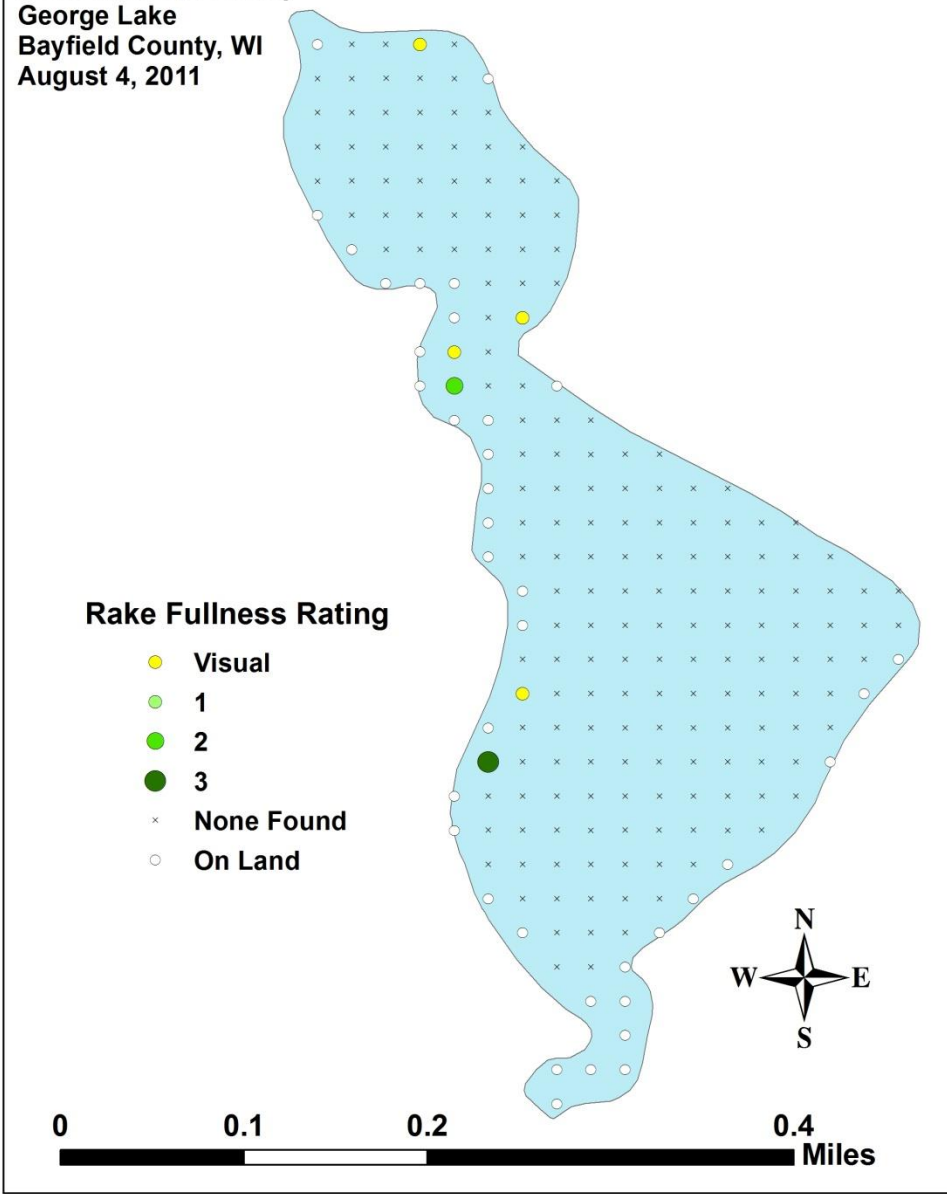 George Lake
Bayfield County, WI
August 4, 2011
Rake Fullness Rating
Visual
1
2
3
None Found
On Land
N
W E
S
0 0.1 0.2 0.4
Miles